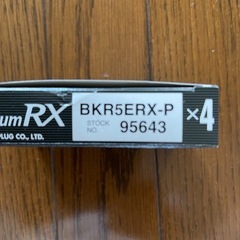 umRX
BKR5ERX-P
×4
STOCK NO. 95643
PLUG CO., LTD.